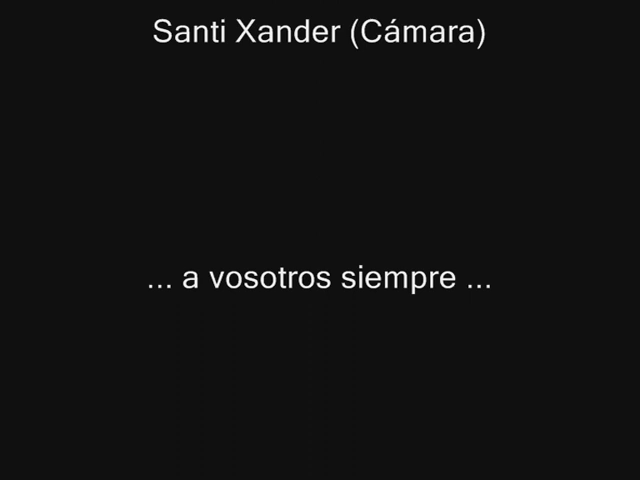 Santi Xander (Cámara)
... a vosotros siempre ...